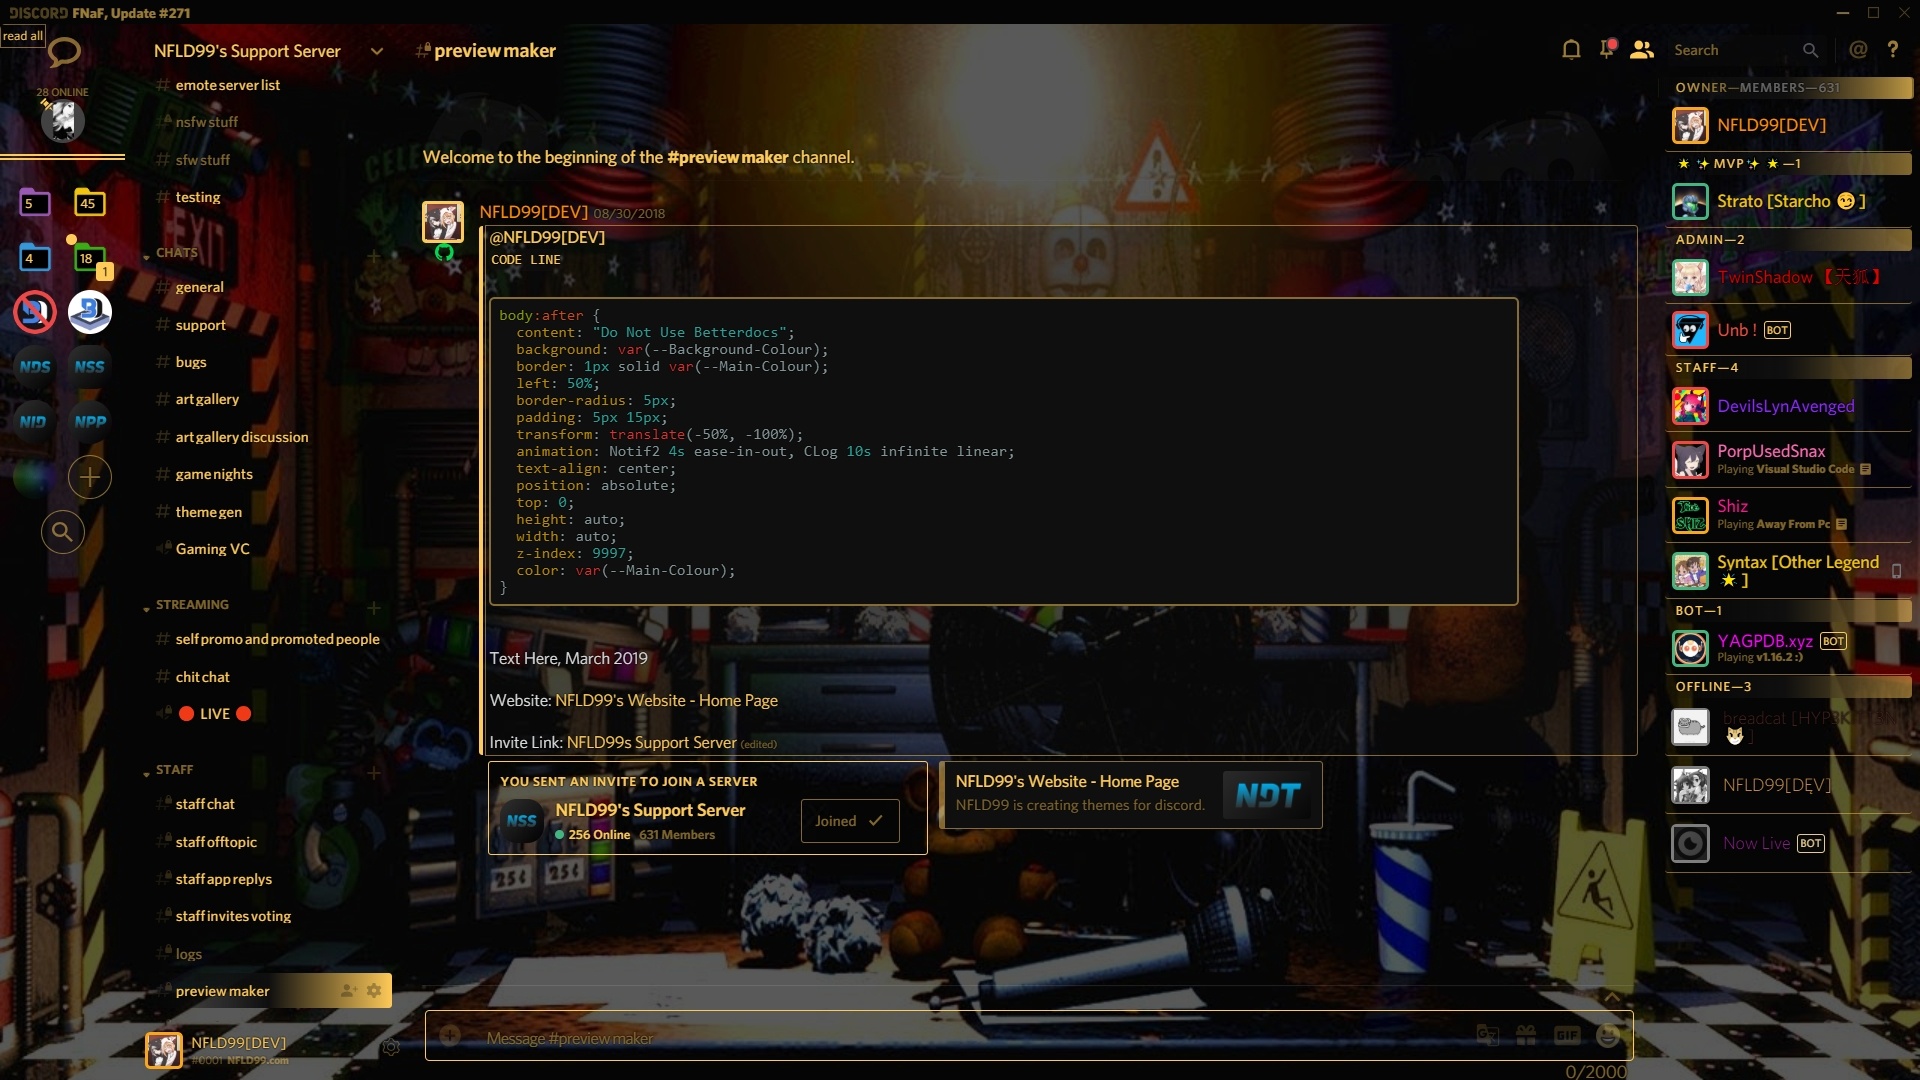 DISCORD FNaF, Update #271
read all
28 ONLINE
5
45
4
18
1
NDS
NSS
NID
NPP
NFLD99's Support Server
emote server list
nsfw stuff
sfw stuff
testing
CHATS
general
support
bugs
art gallery
art gallery discussion
game nights
theme gen
Gaming VC
STREAMING
self promo and promoted people
chit chat
LIVE
STAFF
staff chat
staff offtopic
staff app replys
staff invites voting
logs
preview maker
NFLD99[DEV]
#0001 NFLD99.com
preview maker
Search
Welcome to the beginning of the #preview maker channel.
NFLD99[DEV] 08/30/2018
@NFLD99[DEV]
CODE LINE
body:after {
content: "Do Not Use Betterdocs";
background: var(--Background-Colour);
border: 1px solid var(--Main-Colour);
left: 50%;
border-radius: 5px;
padding: 5px 15px;
transform: translate(-50%, -100%);
animation: Notif2 4s ease-in-out, CLog 10s infinite linear;
text-align: center;
position: absolute;
top: 0;
height: auto;
width: auto;
z-index: 9997;
color: var(--Main-Colour);
}
Text Here, March 2019
Website: NFLD99's Website - Home Page
Invite Link: NFLD99s Support Server (edited)
YOU SENT AN INVITE TO JOIN A SERVER
NSS
NFLD99's Support Server
256 Online 631 Members
Joined
NFLD99's Website - Home Page
NFLD99 is creating themes for discord.
NDT
25¢ 25¢
EXIT
Message #preview maker
GIF
0/2000
OWNER—MEMBERS—631
NFLD99[DEV]
★ ✨ MVP ✨ ★ —1
Strato [Starcho 😏 ]
ADMIN—2
TwinShadow 【天狐】
Unb ! BOT
STAFF—4
DevilsLynAvenged
PorpUsedSnax
Playing Visual Studio Code
Shiz
Playing Away From Pc
Syntax [Other Legend
★ ]
BOT—1
YAGPDB.xyz BOT
Playing v1.16.2 :)
OFFLINE—3
breadcat
NFLD99[DEV]
Now Live BOT